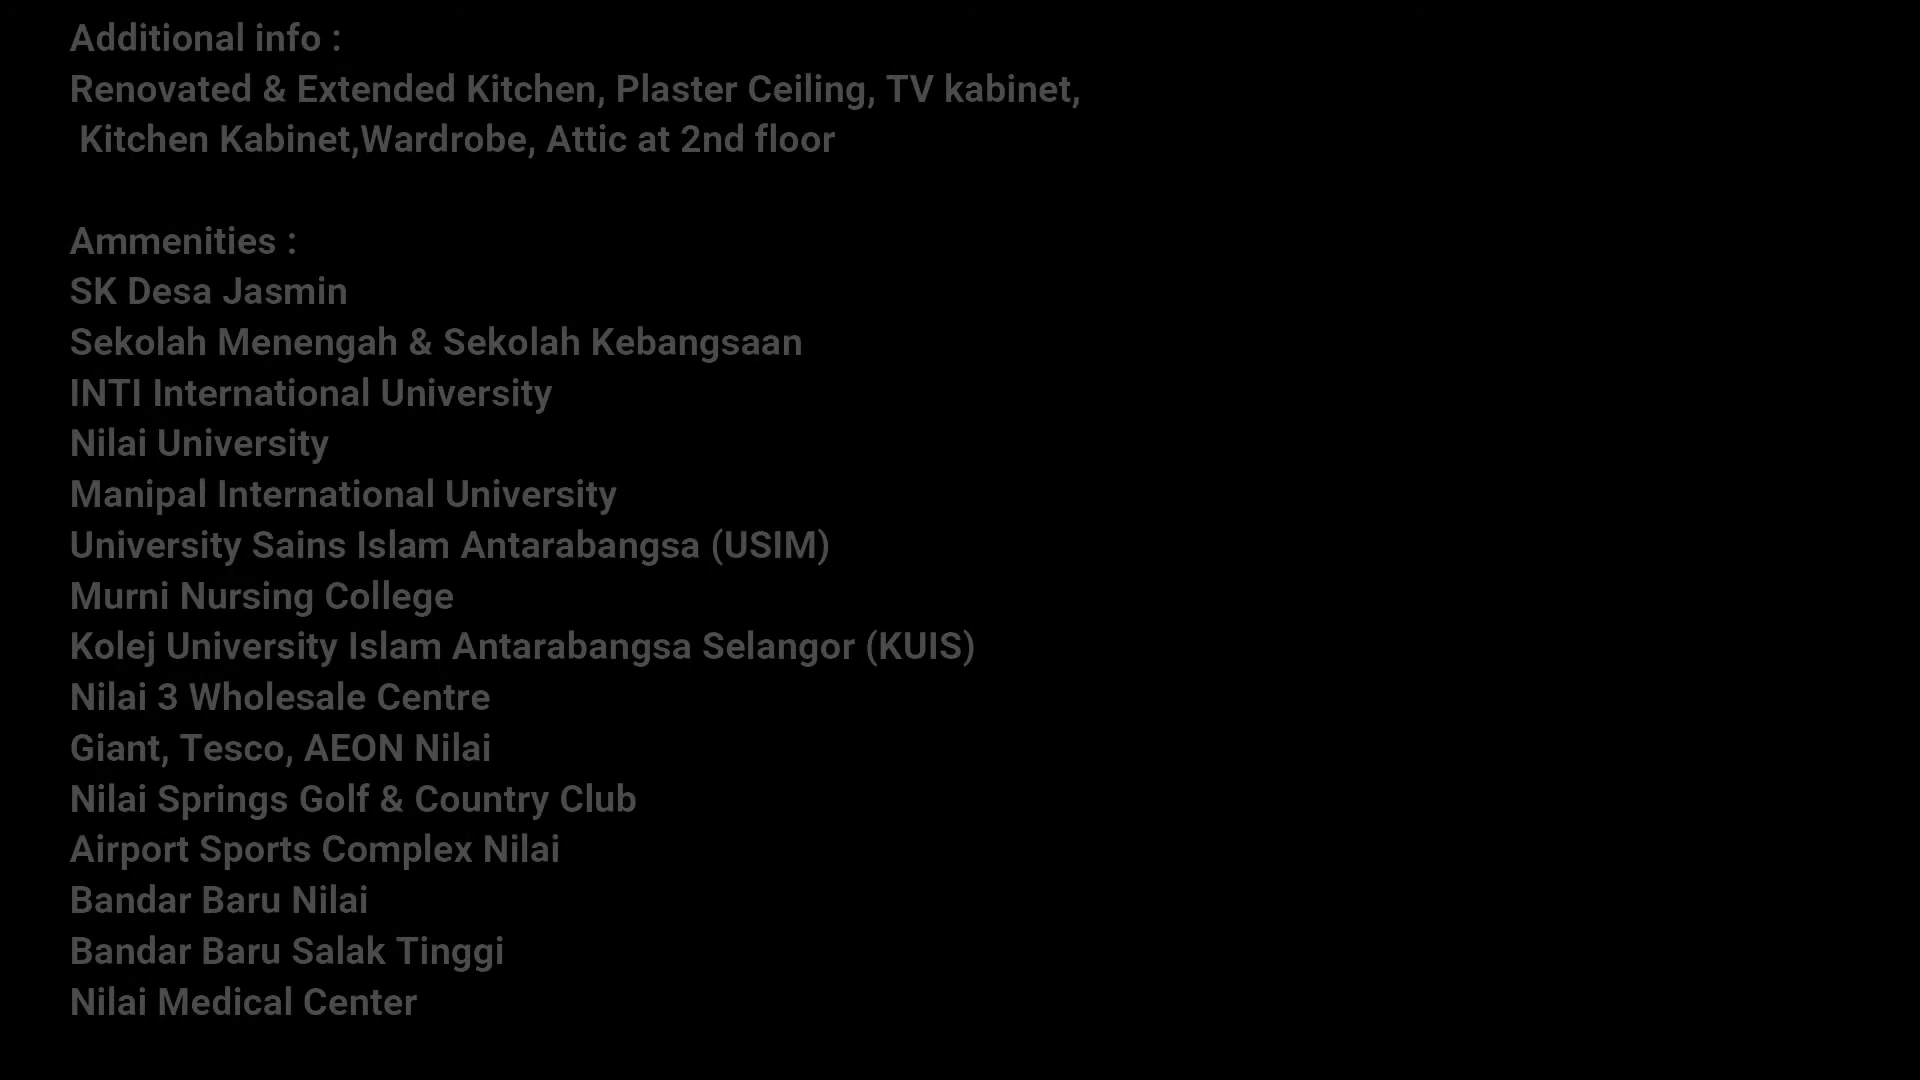 Additional info :
Renovated & Extended Kitchen, Plaster Ceiling, TV kabinet,
Kitchen Kabinet,Wardrobe, Attic at 2nd floor
Ammenities :
SK Desa Jasmin
Sekolah Menengah & Sekolah Kebangsaan
INTI International University
Nilai University
Manipal International University
University Sains Islam Antarabangsa (USIM)
Murni Nursing College
Kolej University Islam Antarabangsa Selangor (KUIS)
Nilai 3 Wholesale Centre
Giant, Tesco, AEON Nilai
Nilai Springs Golf & Country Club
Airport Sports Complex Nilai
Bandar Baru Nilai
Bandar Baru Salak Tinggi
Nilai Medical Center